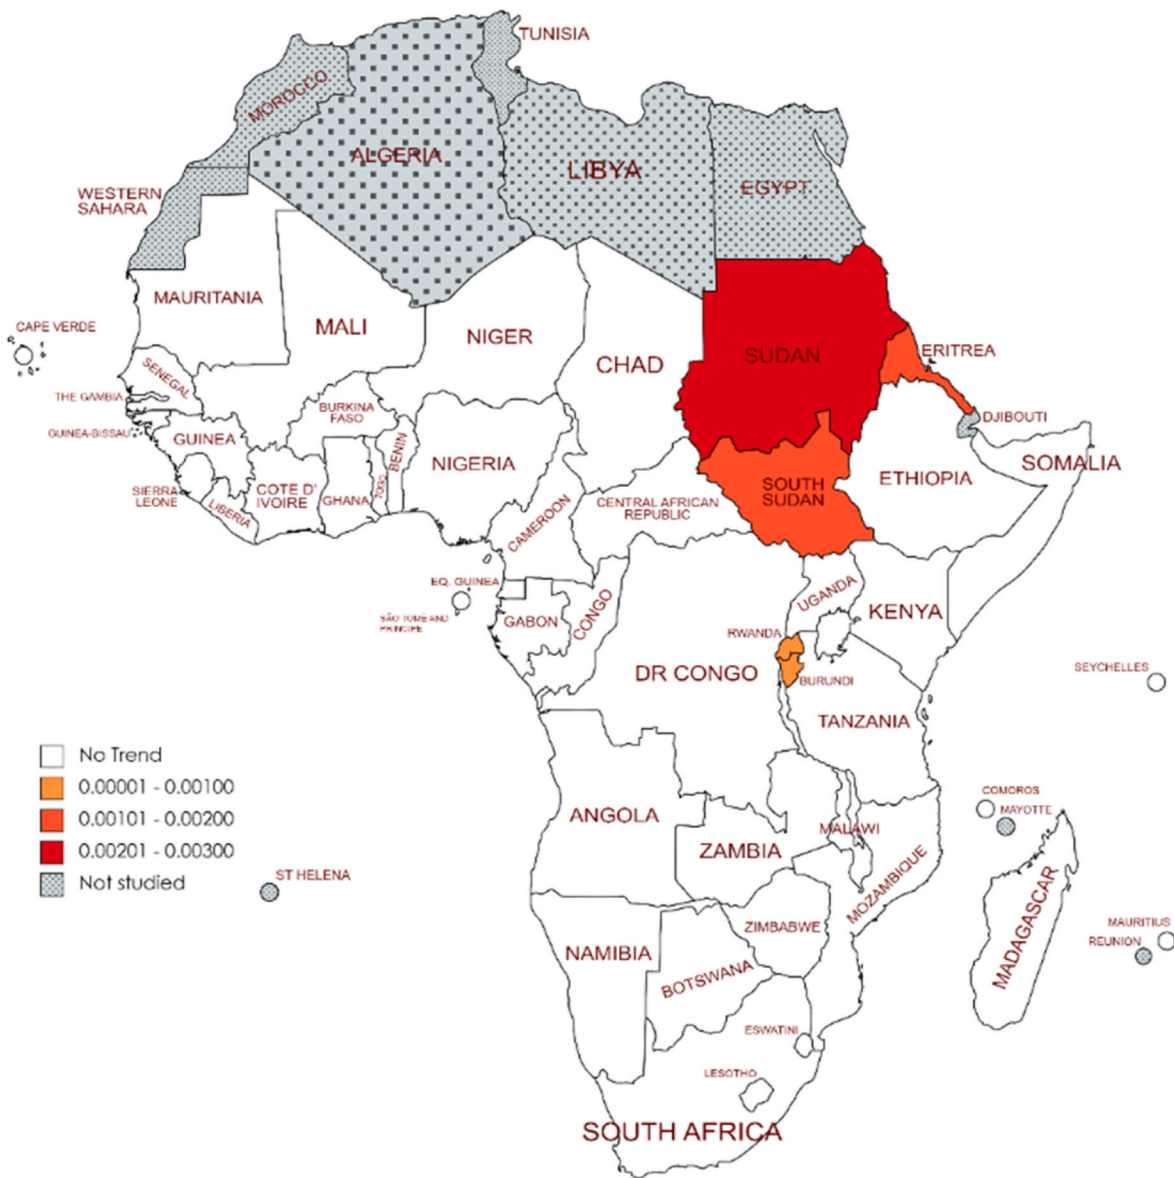 TUNISIA
MOROCCO
ALGERIA
LIBYA
EGYPT
WESTERN
SAHARA
MAURITANIA
MALI
NIGER
CHAD
SUDAN
ERITREA
CAPE VERDE
SENEGAL
THE GAMBIA
GUINEA-BISSAU
GUINEA
BURKINA
FASO
BENIN
TOGO
NIGERIA
DJIBOUTI
SOMALIA
ETHIOPIA
SOUTH
SUDAN
SIERRA
LEONE
LIBERIA
COTE D'
IVOIRE
GHANA
CAMEROON
CENTRAL AFRICAN
REPUBLIC
EQ. GUINEA
SÃO TOMÉ AND
PRINCIPE
GABON
CONGO
UGANDA
KENYA
RWANDA
DR CONGO
BURUNDI
TANZANIA
SEYCHELLES
No Trend
0.00001 - 0.00100
0.00101 - 0.00200
0.00201 - 0.00300
Not studied
ANGOLA
ZAMBIA
MALAWI
COMOROS
MAYOTTE
MOZAMBIQUE
ST HELENA
ZIMBABWE
NAMIBIA
BOTSWANA
MADAGASCAR
MAURITIUS
REUNION
ESWATINI
LESOTHO
SOUTH AFRICA